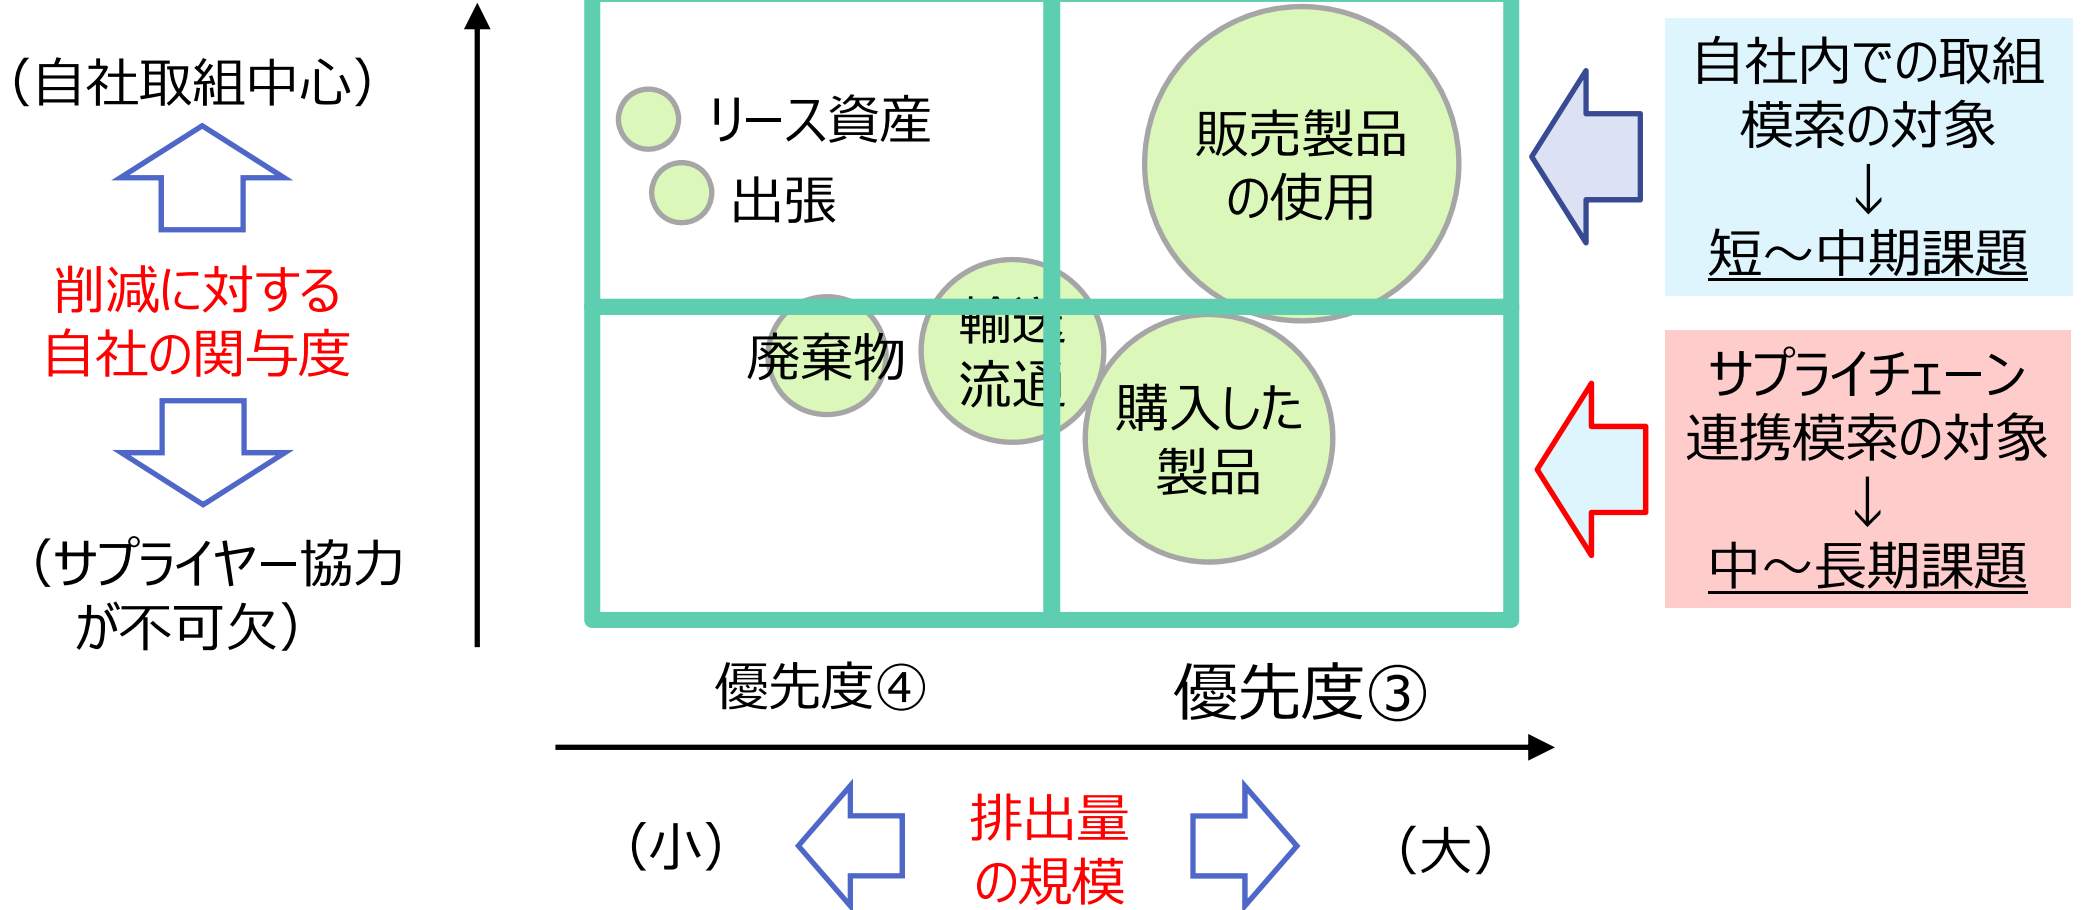 （自社取組中心）
削減に対する
自社の関与度
（サプライヤー協力
が不可欠）
リース資産
出張
販売製品
の使用
廃棄物
輸送
流通
購入した
製品
自社内での取組
模索の対象
↓
短～中期課題
サプライチェーン
連携模索の対象
↓
中～長期課題
優先度④
優先度③
（小）
排出量
の規模
（大）